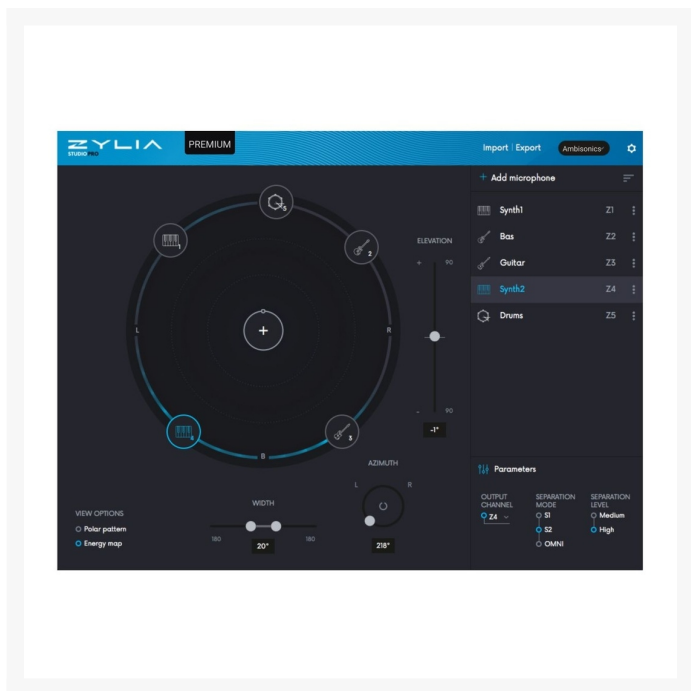 ZYLIA
STUDIO PRO
PREMIUM
Import | Export
Ambisonics
+ Add microphone
Synth1 Z1
Bas Z2
Guitar Z3
Synth2 Z4
Drums Z5
5
1
2
L
R
4
3
B
ELEVATION
+ 90
- 90
-1°
AZIMUTH
L R
218°
WIDTH
180 180
20°
VIEW OPTIONS
Polar pattern
Energy map
Parameters
OUTPUT CHANNEL
Z4
SEPARATION MODE
S1
S2
OMNI
SEPARATION LEVEL
Medium
High